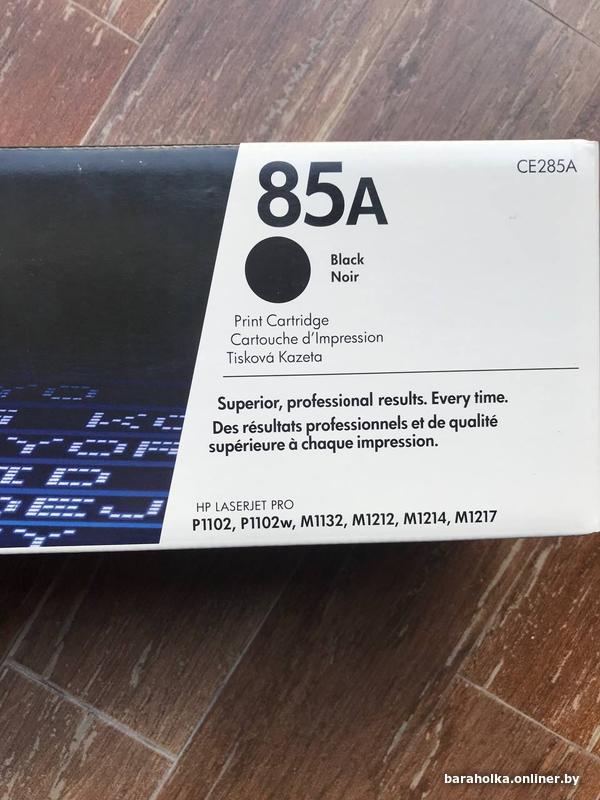 85A
CE285A
Black
Noir
Print Cartridge
Cartouche d'Impression
Tisková Kazeta
Superior, professional results. Every time.
Des résultats professionnels et de qualité
supérieure à chaque impression.
HP LASERJET PRO
P1102, P1102w, M1132, M1212, M1214, M1217
baraholka.onliner.by